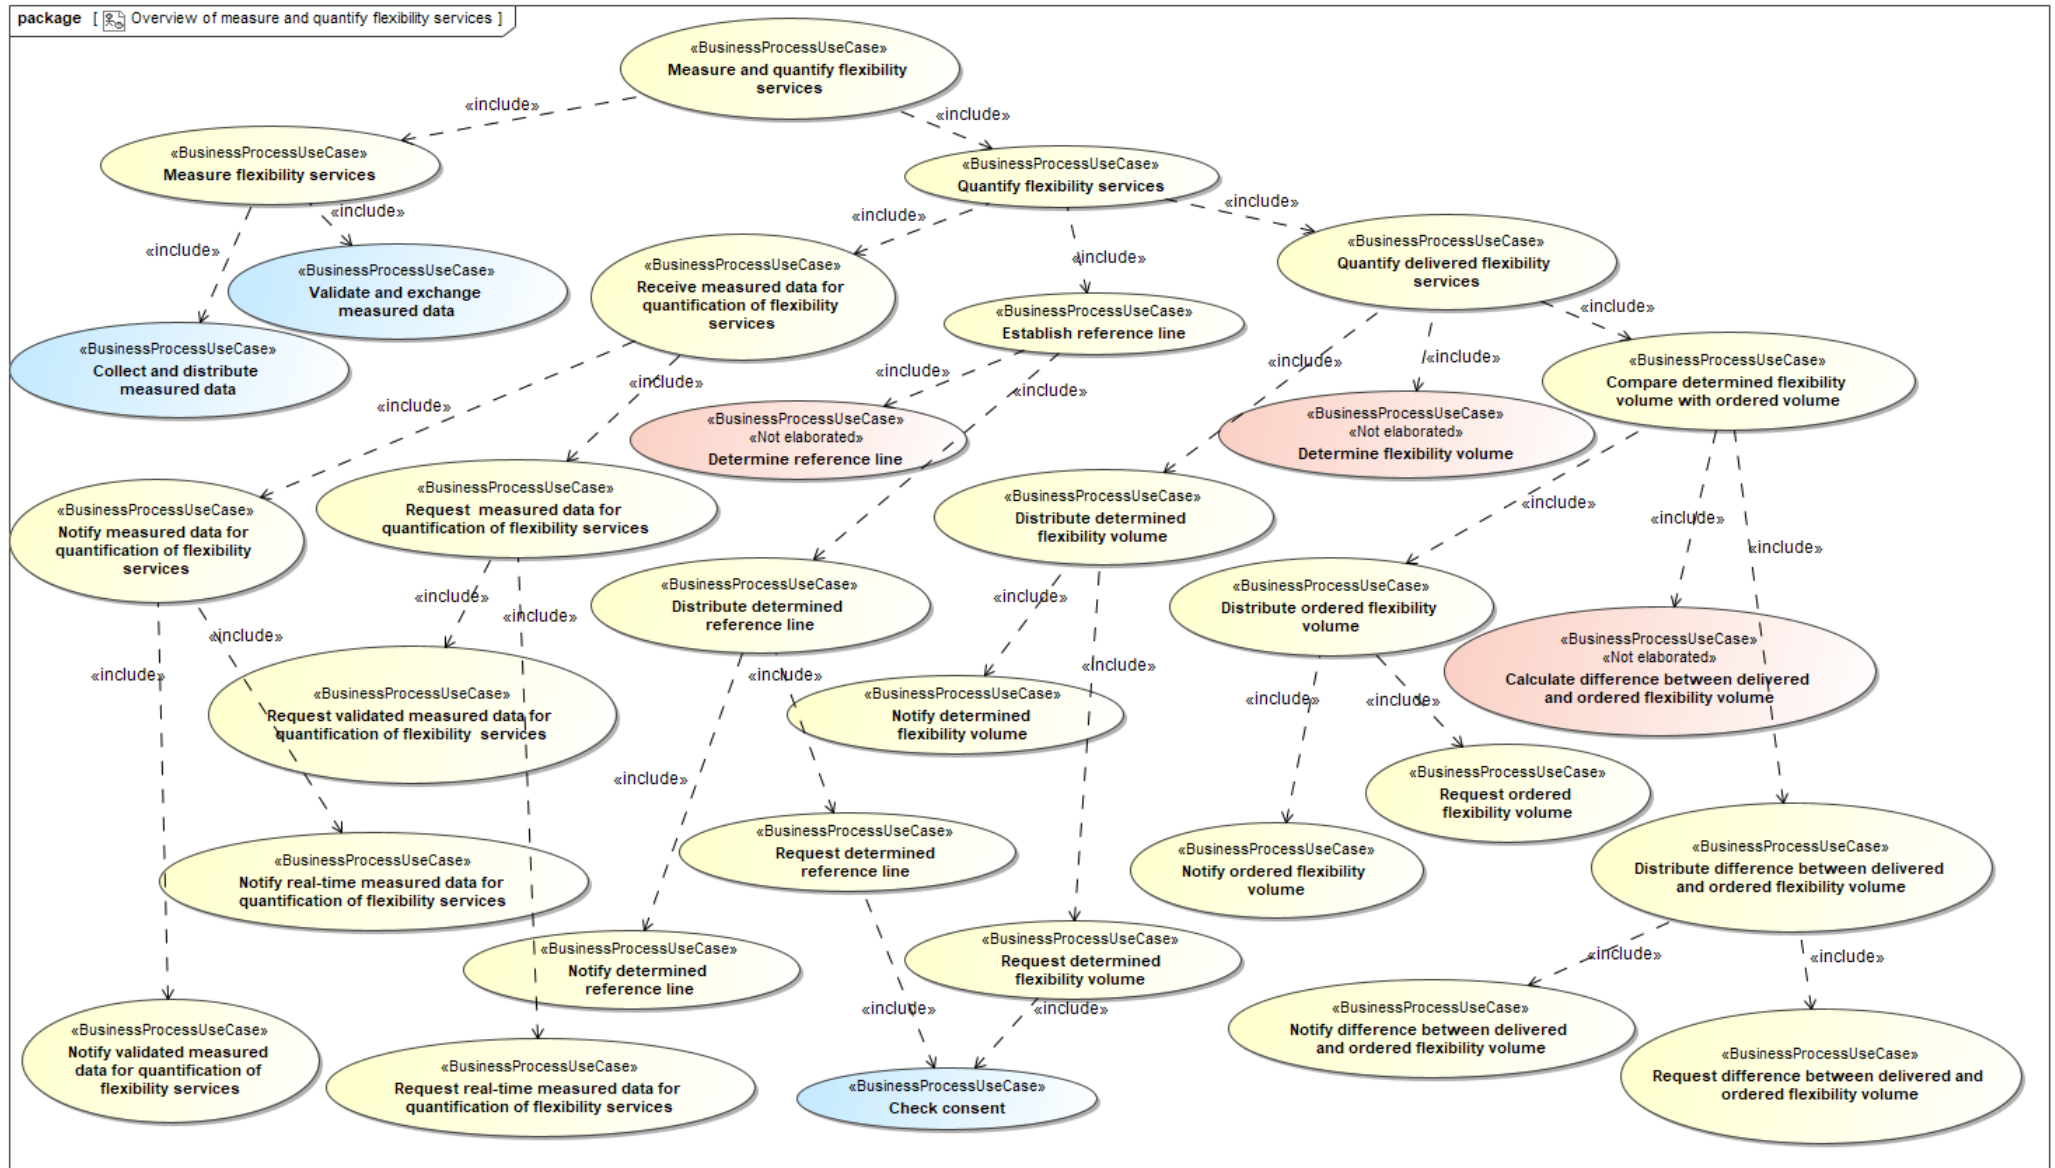 package [ Overview of measure and quantify flexibility services ]
«BusinessProcessUseCase»
Measure and quantify flexibility
services
«include»
«include»
«BusinessProcessUseCase»
Measure flexibility services
«BusinessProcessUseCase»
Quantify flexibility services
«include»
«include»
«include»
«include»
«include»
«BusinessProcessUseCase»
Validate and exchange
measured data
«BusinessProcessUseCase»
Receive measured data for
quantification of flexibility
services
«BusinessProcessUseCase»
Quantify delivered flexibility
services
«BusinessProcessUseCase»
Collect and distribute
measured data
«BusinessProcessUseCase»
Establish reference line
«include»
«include»
«include»
«BusinessProcessUseCase»
Compare determined flexibility
volume with ordered volume
«include»
«include»
«include»
«include»
«BusinessProcessUseCase»
«Not elaborated»
Determine reference line
«BusinessProcessUseCase»
«Not elaborated»
Determine flexibility volume
«BusinessProcessUseCase»
Notify measured data for
quantification of flexibility
services
«BusinessProcessUseCase»
Request  measured data for
quantification of flexibility services
«BusinessProcessUseCase»
Distribute determined
flexibility volume
«include»
«include»
«include»
«BusinessProcessUseCase»
Distribute determined
reference line
«BusinessProcessUseCase»
Distribute ordered flexibility
volume
«include»
«include»
«include»
«include»
«include»
«include»
«BusinessProcessUseCase»
«Not elaborated»
Calculate difference between delivered
and ordered flexibility volume
«include»
«include»
«include»
«include»
«BusinessProcessUseCase»
Request validated measured data for
quantification of flexibility  services
«BusinessProcessUseCase»
Notify determined
flexibility volume
«include»
«BusinessProcessUseCase»
Request ordered
flexibility volume
«BusinessProcessUseCase»
Notify real-time measured data for
quantification of flexibility services
«BusinessProcessUseCase»
Request determined
reference line
«BusinessProcessUseCase»
Notify ordered flexibility
volume
«BusinessProcessUseCase»
Distribute difference between delivered
and ordered flexibility volume
«BusinessProcessUseCase»
Notify determined
reference line
«BusinessProcessUseCase»
Request determined
flexibility volume
«include»
«include»
«include»
«include»
«BusinessProcessUseCase»
Notify validated measured
data for quantification of
flexibility services
«BusinessProcessUseCase»
Request real-time measured data for
quantification of flexibility services
«BusinessProcessUseCase»
Check consent
«BusinessProcessUseCase»
Notify difference between delivered
and ordered flexibility volume
«BusinessProcessUseCase»
Request difference between delivered and
ordered flexibility volume